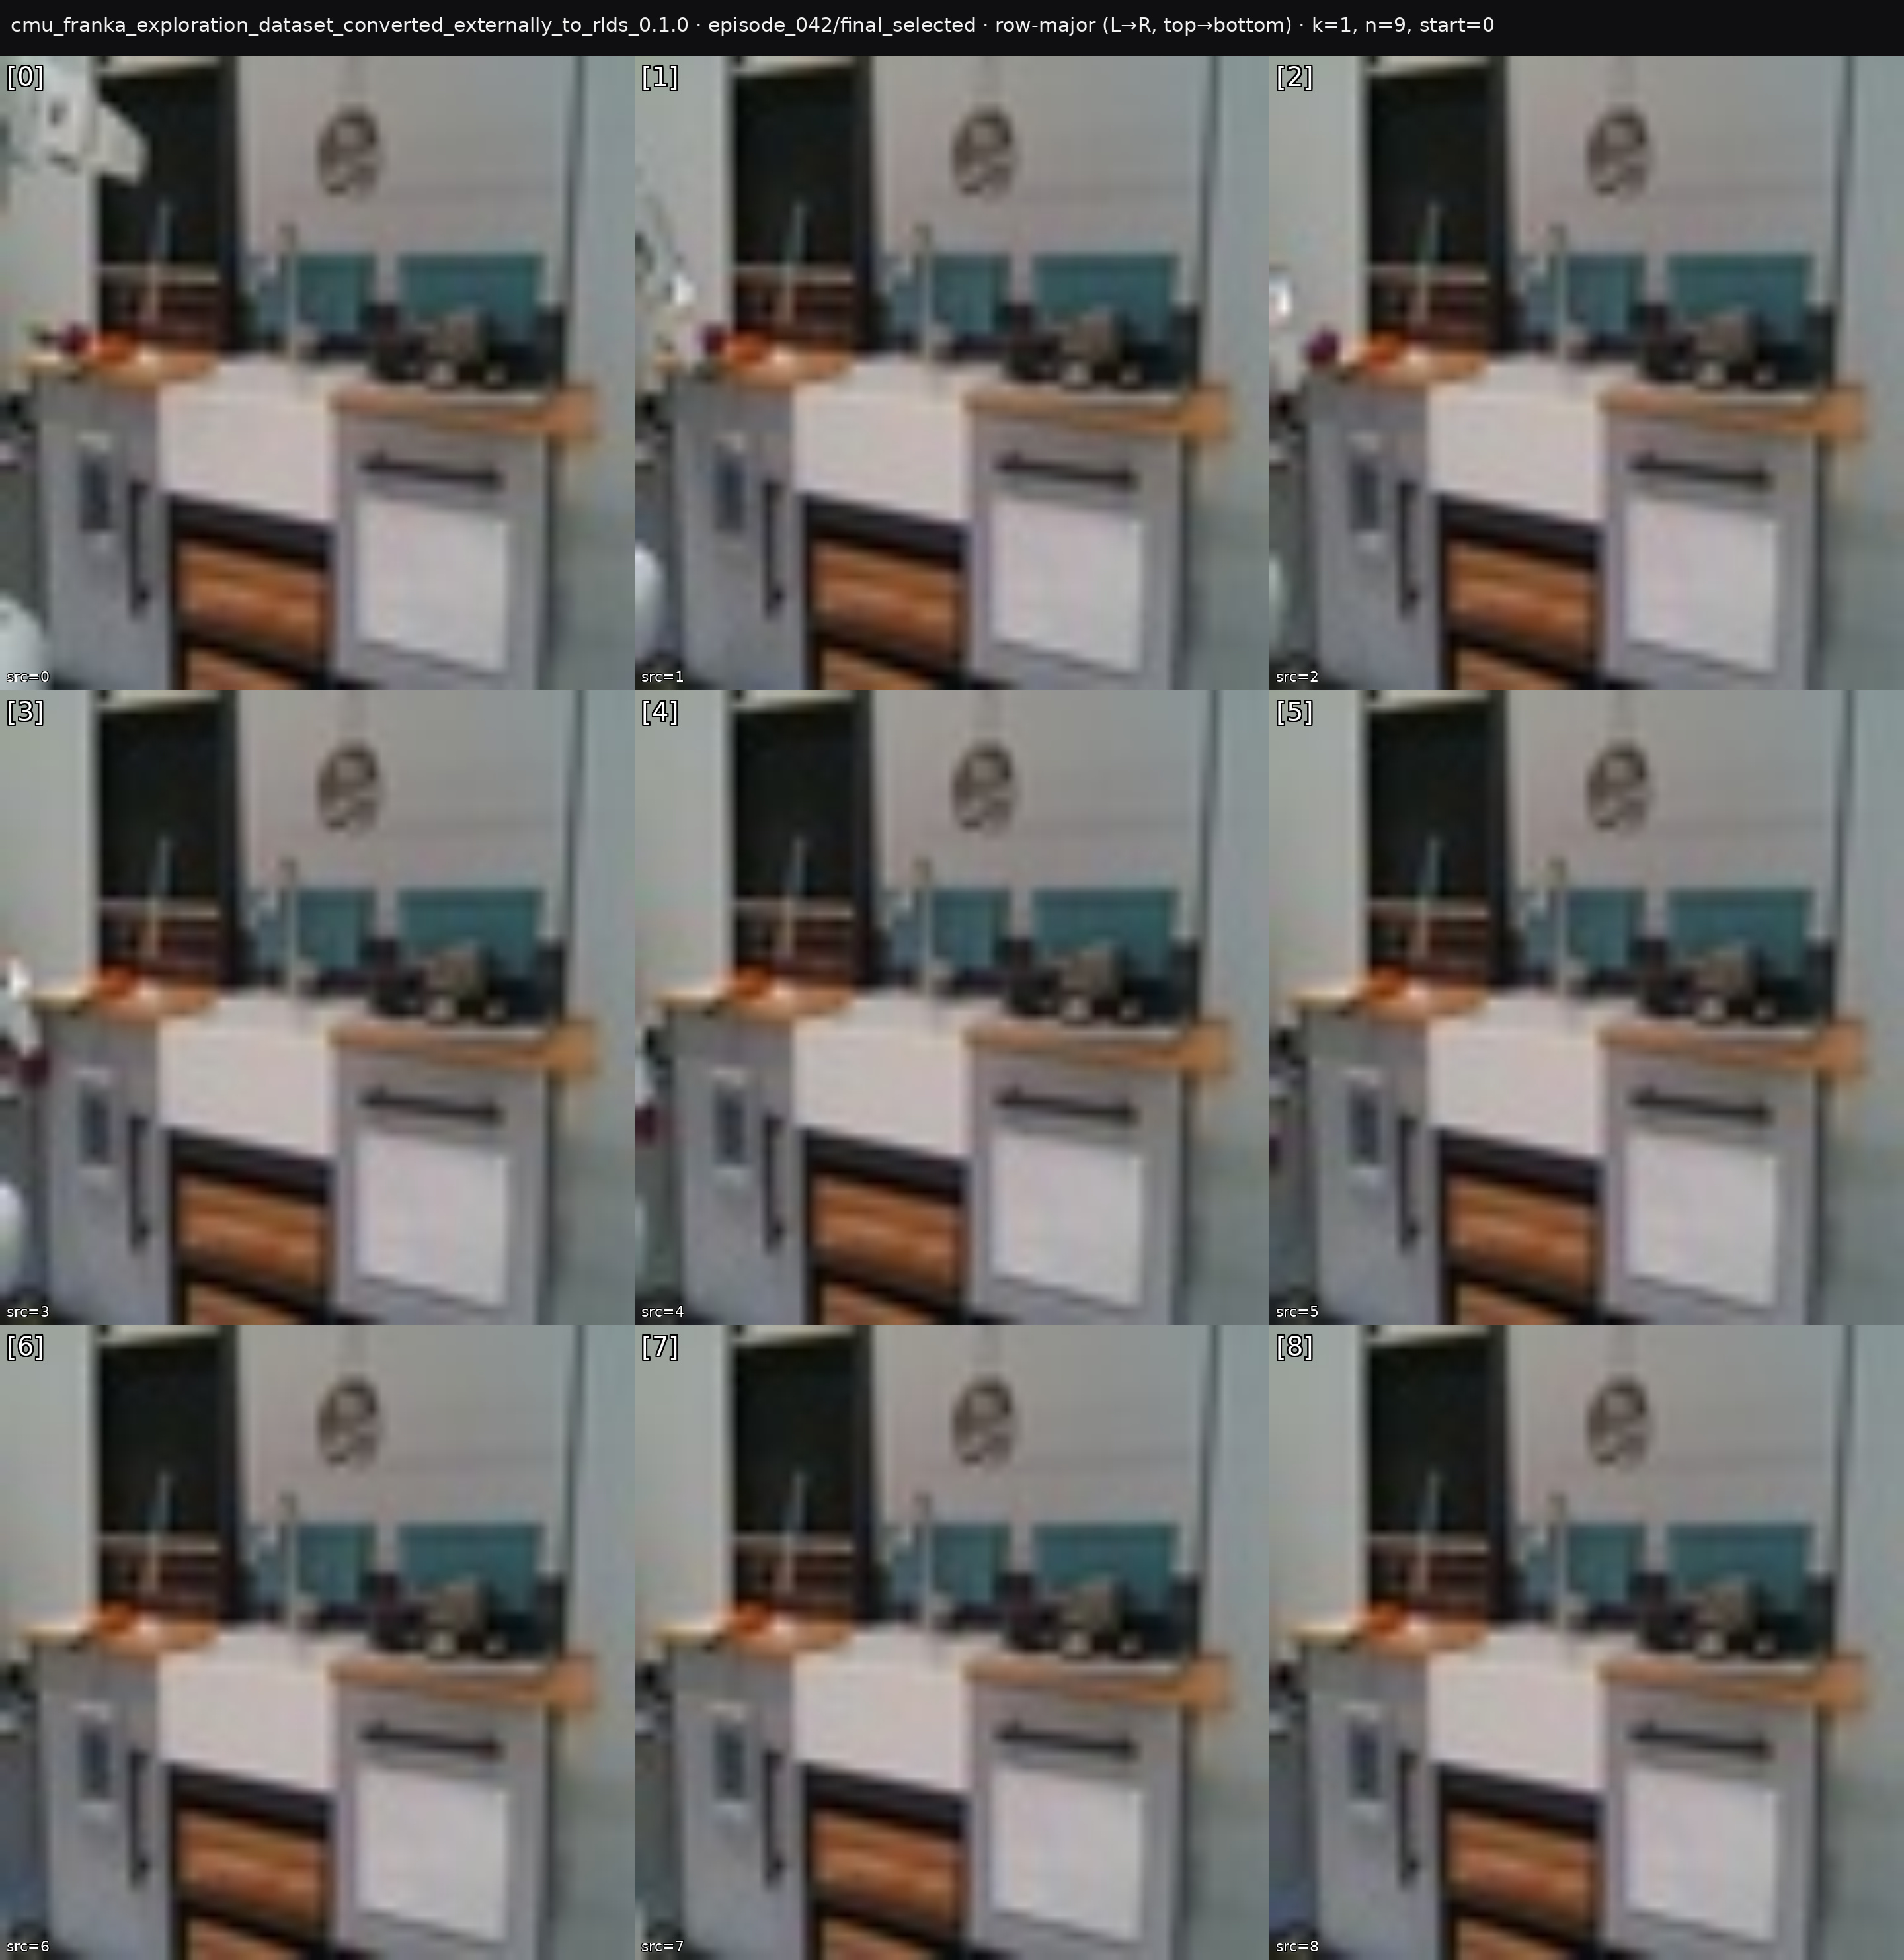 cmu_franka_exploration_dataset_converted_externally_to_rlds_0.1.0 · episode_042/final_selected · row-major (L→R, top→bottom) · k=1, n=9, start=0
[0]
[1]
[2]
src=0
src=1
src=2
[3]
[4]
[5]
src=3
src=4
src=5
[6]
[7]
[8]
src=6
src=7
src=8